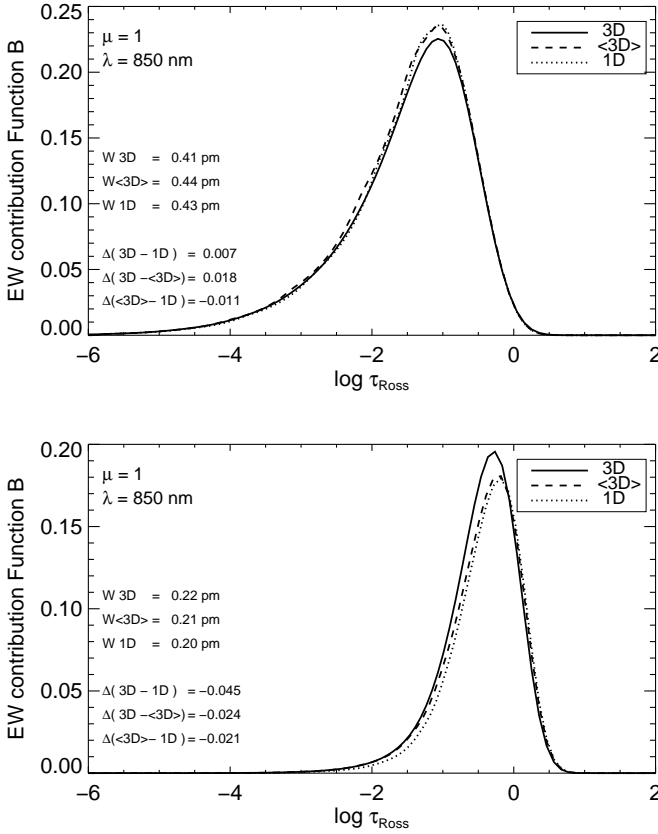 EW contribution Function B
0.20
0.15
0.10
0.05
0.00
μ = 1
λ = 850 nm
3D
<3D>
1D
W 3D = 0.41 pm
W<3D> = 0.44 pm
W 1D = 0.43 pm
Δ( 3D − 1D ) = 0.007
Δ( 3D −<3D>) = 0.018
Δ(<3D>− 1D ) = −0.011
−6 −4 −2 0 2
log τRoss
EW contribution Function B
0.20
0.15
0.10
0.05
0.00
μ = 1
λ = 850 nm
3D
<3D>
1D
W 3D = 0.22 pm
W<3D> = 0.21 pm
W 1D = 0.20 pm
Δ( 3D − 1D ) = −0.045
Δ( 3D −<3D>) = −0.024
Δ(<3D>− 1D ) = −0.021
−6 −4 −2 0 2
log τRoss